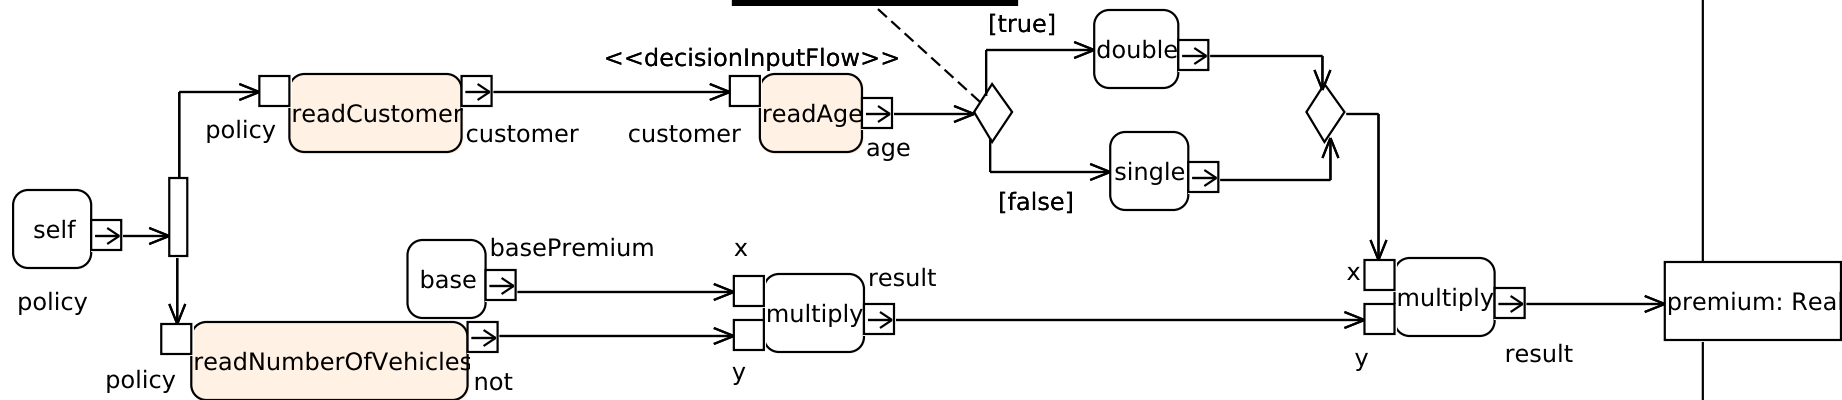 [true]
double
<<decisionInputFlow>>
readCustomer
readAge
policy
customer
customer
age
single
[false]
self
policy
base
basePremium
x
result
multiply
x
multiply
premium: Rea
result
readNumberOfVehicles
policy
not
y
y